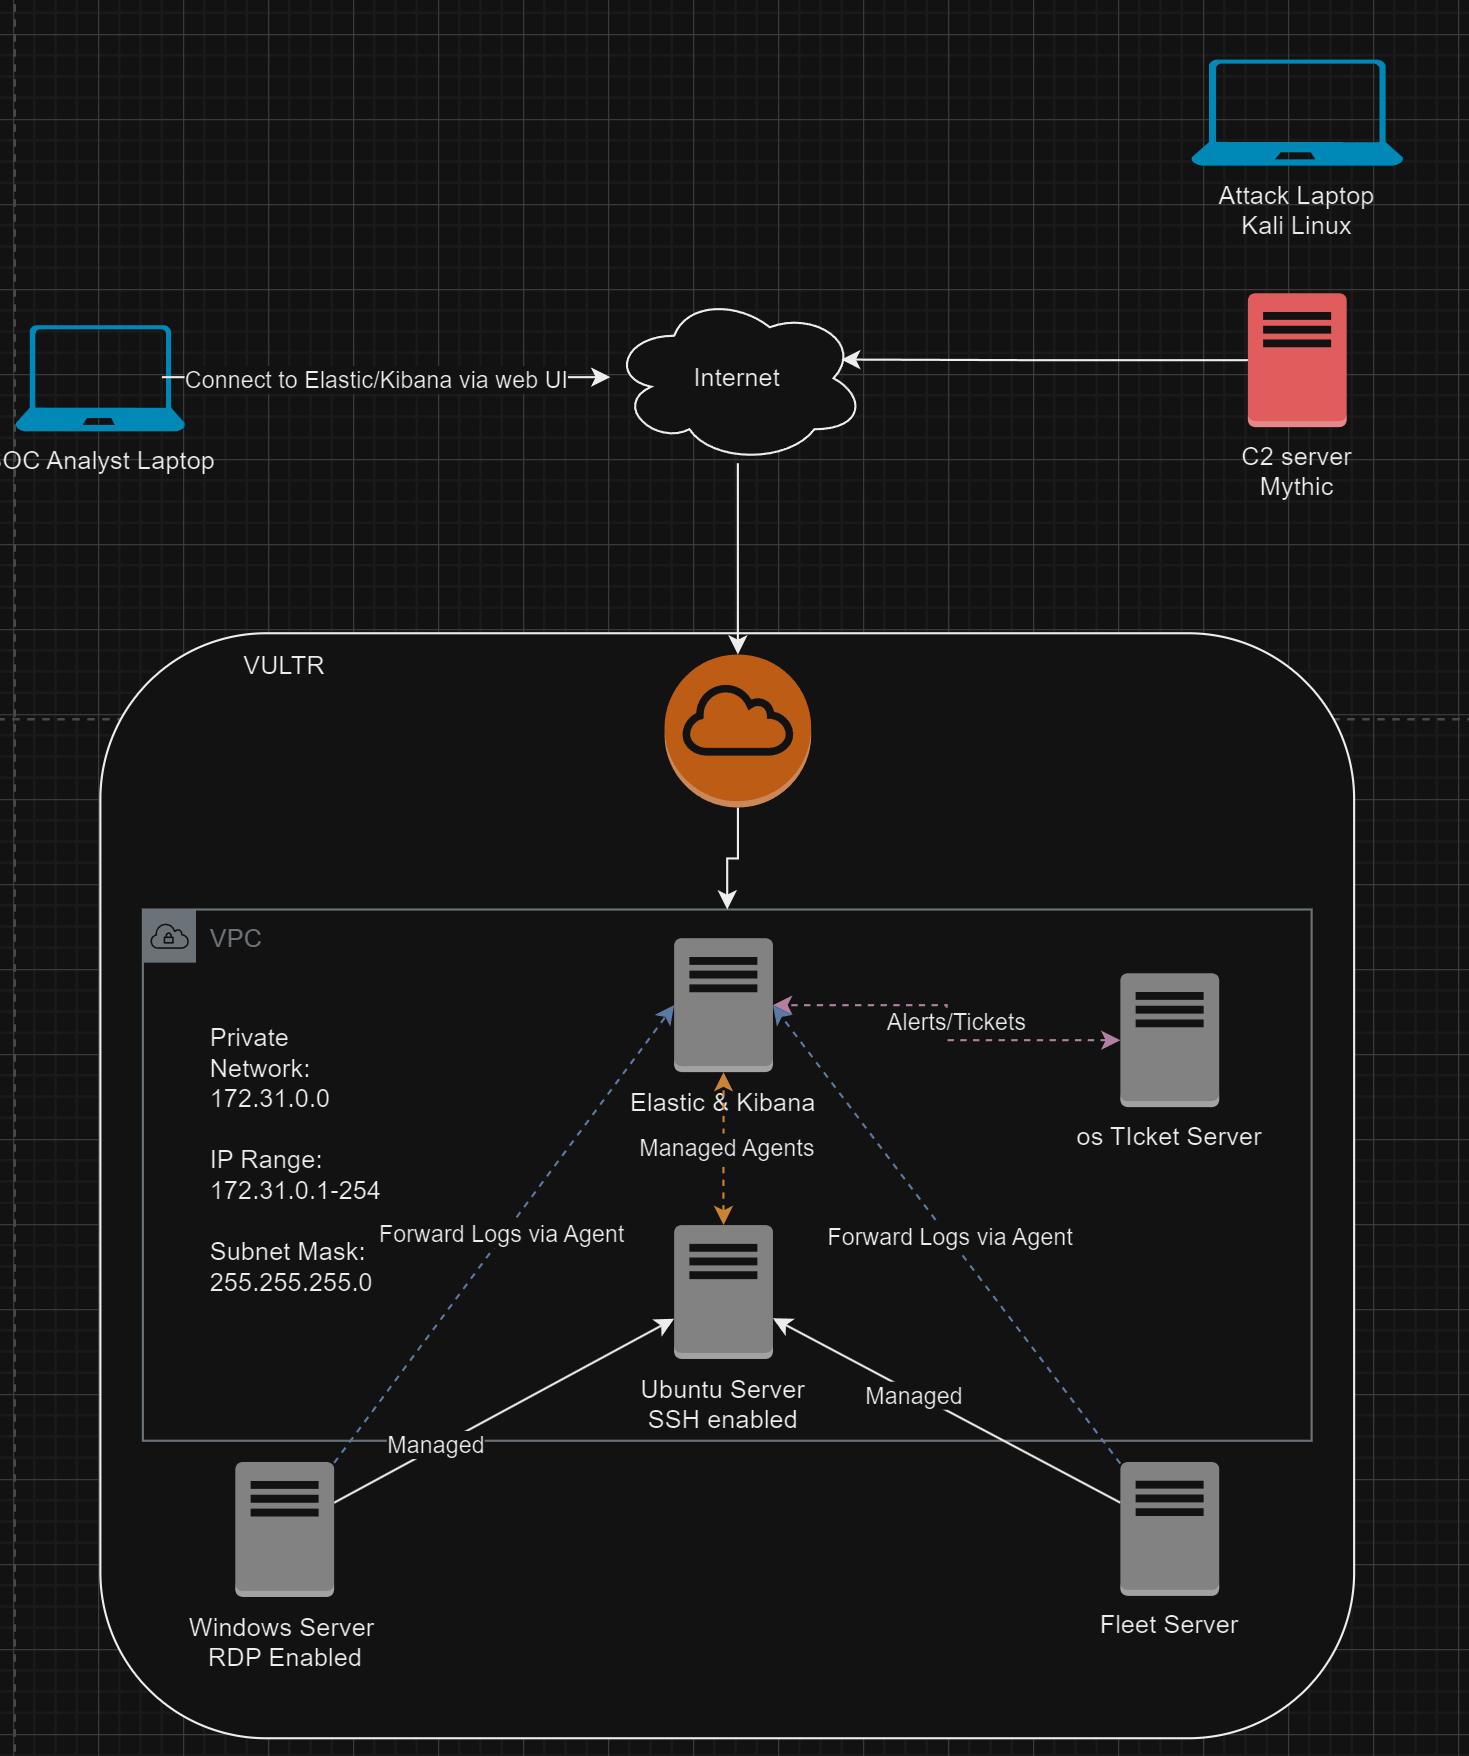 Attack Laptop
Kali Linux
Connect to Elastic/Kibana via web UI
Internet
OC Analyst Laptop
C2 server
Mythic
VULTR
VPC
Private
Network:
172.31.0.0
IP Range:
172.31.0.1-254
Subnet Mask:
255.255.255.0
Alerts/Tickets
Elastic & Kibana
Managed Agents
os TIcket Server
Forward Logs via Agent
Forward Logs via Agent
Ubuntu Server
SSH enabled
Managed
Managed
Windows Server
RDP Enabled
Fleet Server